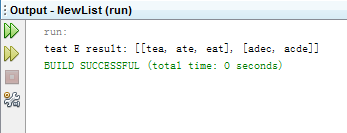 Output - NewList (run)
run:
teat E result: [[tea, ate, eat], [adec, acde]]
BUILD SUCCESSFUL (total time: 0 seconds)